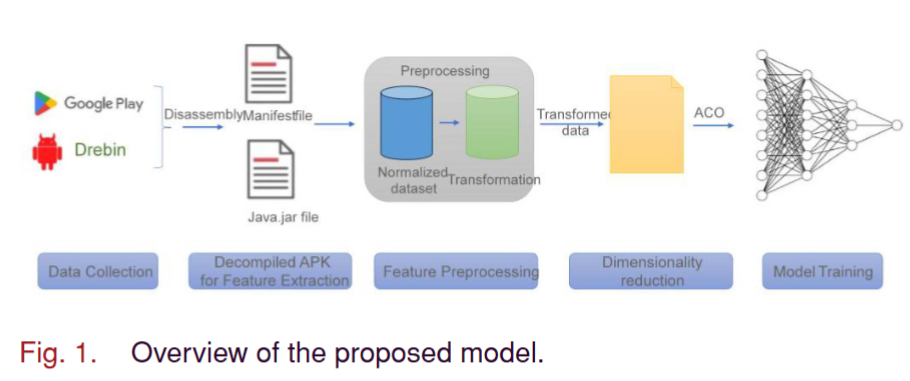 Google Play
Drebin
Disassembly
Manifestfile
Java.jar file
Preprocessing
Normalized
dataset
Transformation
Transformed
data
ACO
Data Collection
Decompiled APK
for Feature Extraction
Feature Preprocessing
Dimensionality
reduction
Model Training
Fig. 1. Overview of the proposed model.